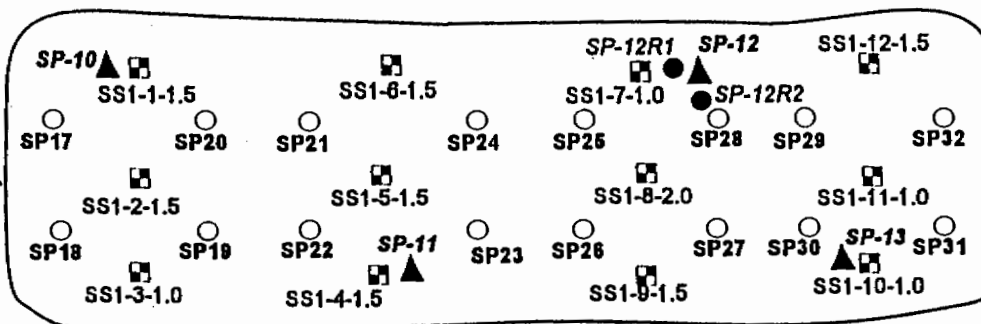 SP-10
SP-12R1 SP-12 SS1-12-1.5
SS1-1-1.5 SS1-6-1.5 SS1-7-1.0 SP-12R2
SP17 SP20 SP21 SP24 SP25 SP28 SP29 SP32
SS1-2-1.5 SS1-5-1.5 SS1-8-2.0 SS1-11-1.0
SP18 SP19 SP22 SP-11 SP23 SP26 SP27 SP30 SP-13 SP31
SS1-3-1.0 SS1-4-1.5 SS1-9-1.5 SS1-10-1.0